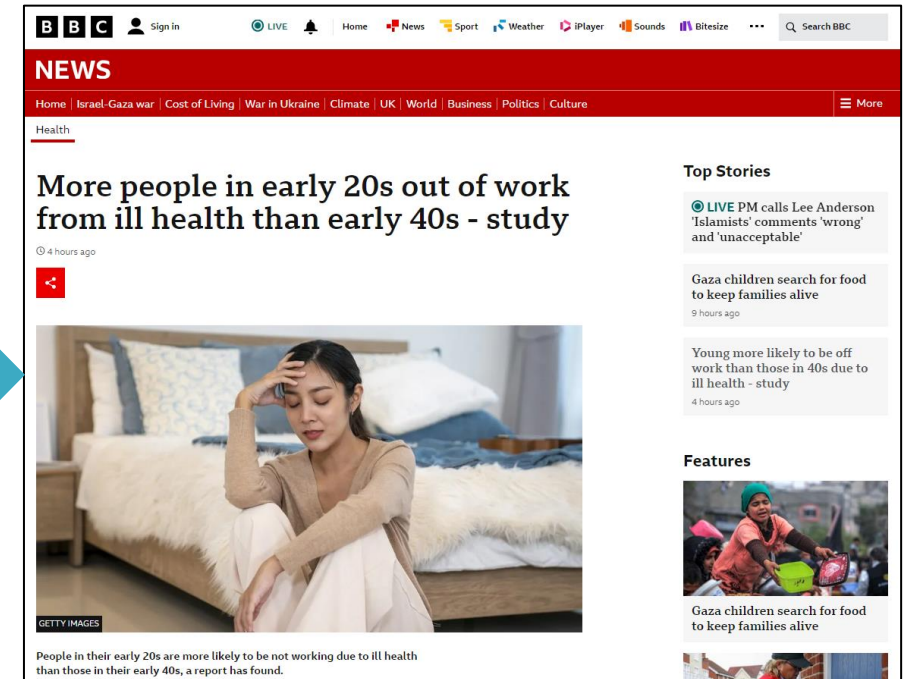 BBC
Sign in
LIVE
Home
News
Sport
Weather
iPlayer
Sounds
Bitesize
Search BBC
NEWS
Home | Israel-Gaza war | Cost of Living | War in Ukraine | Climate | UK | World | Business | Politics | Culture
More
Health
More people in early 20s out of work
from ill health than early 40s - study
4 hours ago
GETTY IMAGES
People in their early 20s are more likely to be not working due to ill health
than those in their early 40s, a report has found.
Top Stories
LIVE PM calls Lee Anderson
'Islamists' comments 'wrong'
and 'unacceptable'
Gaza children search for food
to keep families alive
9 hours ago
Young more likely to be off
work than those in 40s due to
ill health - study
4 hours ago
Features
Gaza children search for food
to keep families alive